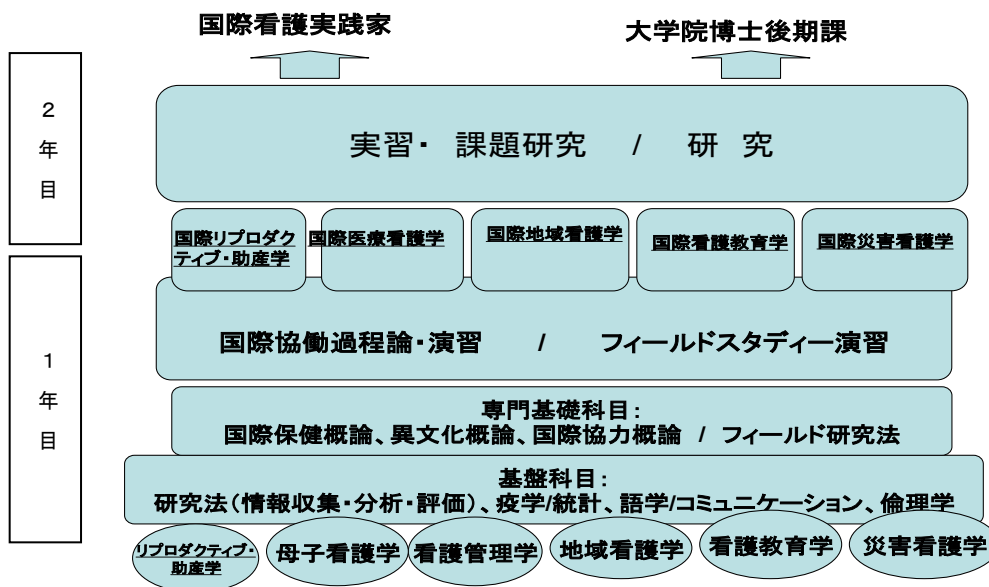 国際看護実践家
大学院博士後期課
2年目
実習・ 課題研究 / 研 究
国際リプロダク
ティブ・助産学
国際医療看護学
国際地域看護学
国際看護教育学
国際災害看護学
1年目
国際協働過程論・演習 / フィールドスタディー演習
専門基礎科目:
国際保健概論、異文化概論、国際協力概論 / フィールド研究法
基盤科目:
研究法(情報収集・分析・評価)、疫学/統計、語学/コミュニケーション、倫理学
リプロダクティブ・
助産学
母子看護学
看護管理学
地域看護学
看護教育学
災害看護学